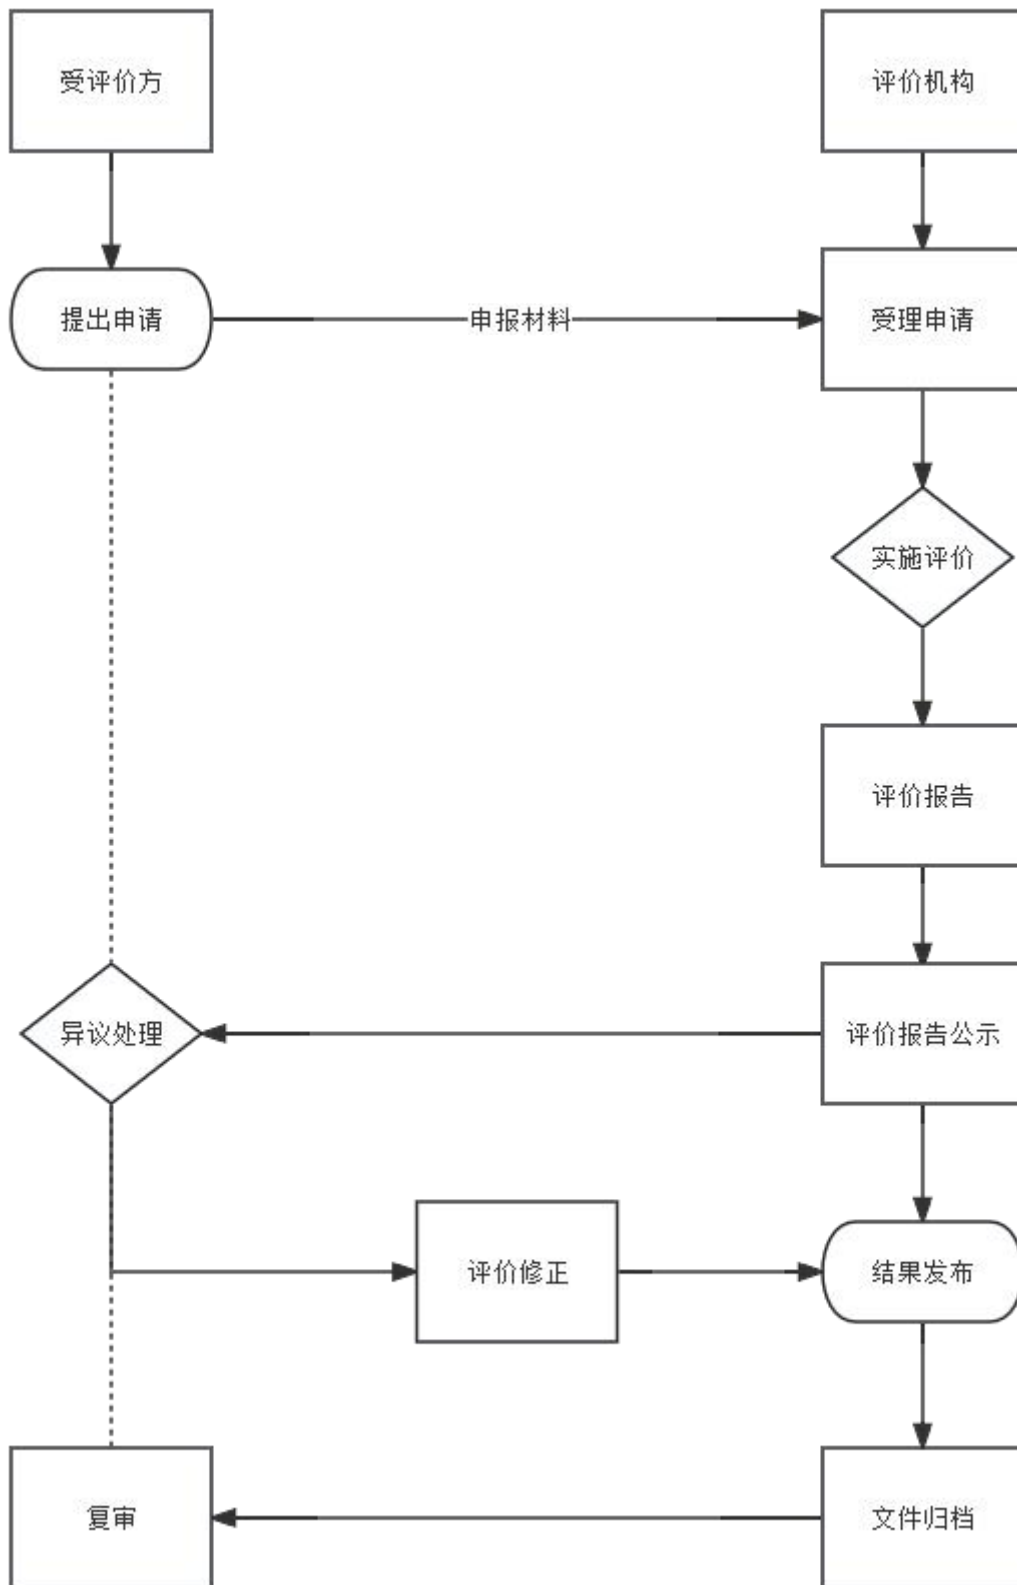 受评价方
评价机构
提出申请
申报材料
受理申请
实施评价
评价报告
异议处理
评价报告公示
评价修正
结果发布
复审
文件归档